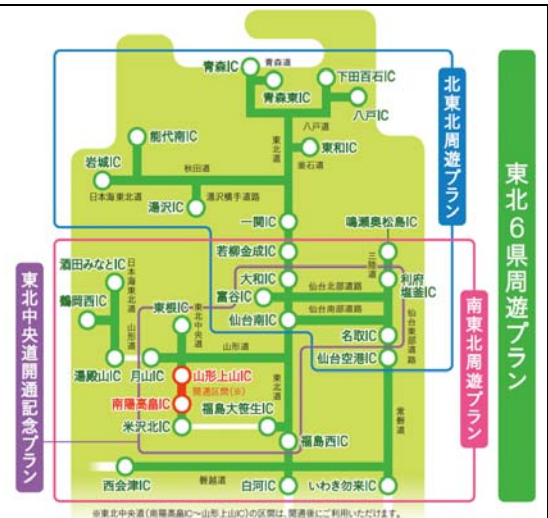 青森IC
青森道
青森東IC
下田百石IC
八戸IC
八戸道
能代南IC
東北道
東和IC
釜石道
岩城IC
秋田道
日本海東北道
湯沢横手道路
湯沢IC
一関IC
鳴瀬奥松島IC
若柳金成IC
三陸道
酒田みなとIC
日本海東北道
大和IC
仙台北部道路
利府
塩釜IC
富谷IC
鶴岡西IC
東根IC
東北中央道
仙台南部道路
仙台南IC
仙台東部道路
名取IC
山形道
山形道
仙台空港IC
湯殿山IC
月山IC
山形上山IC
開通区間(※)
東北道
南陽高畠IC
福島大笹生IC
常磐道
米沢北IC
福島西IC
磐越道
西会津IC
白河IC
いわき勿来IC
北東北周遊プラン
東北6県周遊プラン
南東北周遊プラン
東北中央道開通記念プラン
※東北中央道(南陽高畠IC～山形上山IC)の区間は、開通後にご利用いただけます。